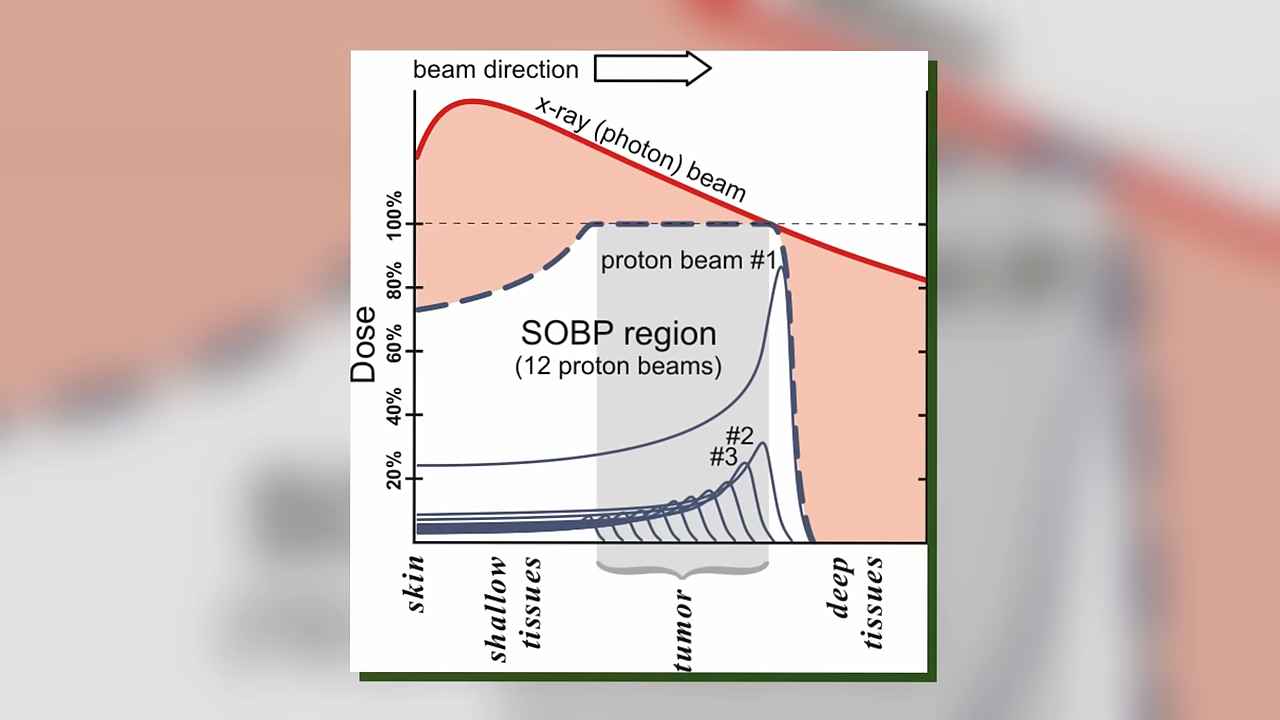 beam direction
x-ray (photon) beam
100%
80%
60%
40%
20%
Dose
proton beam #1
SOBP region
(12 proton beams)
#2
#3
skin
shallow
tissues
tumor
deep
tissues